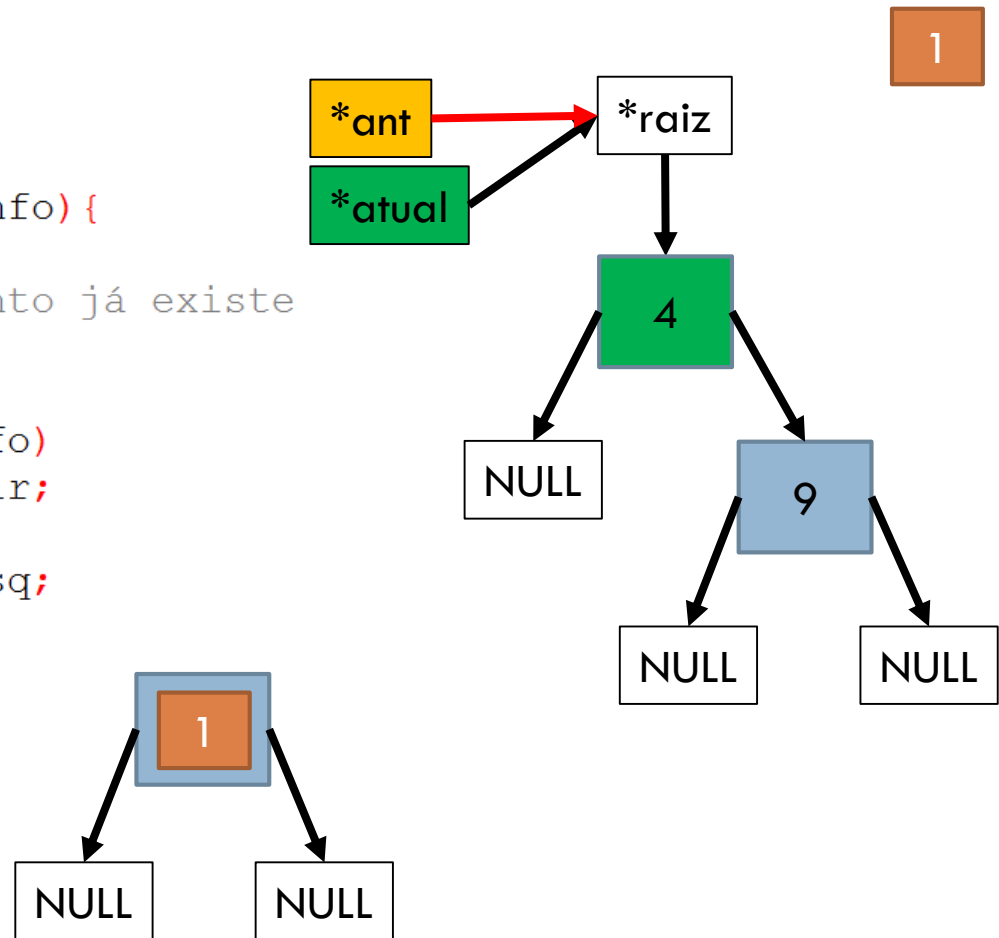 1
*ant
*raiz
*atual
nfo){
4
nto já existe
fo)
NULL
9
ir;
sq;
NULL
NULL
1
NULL
NULL